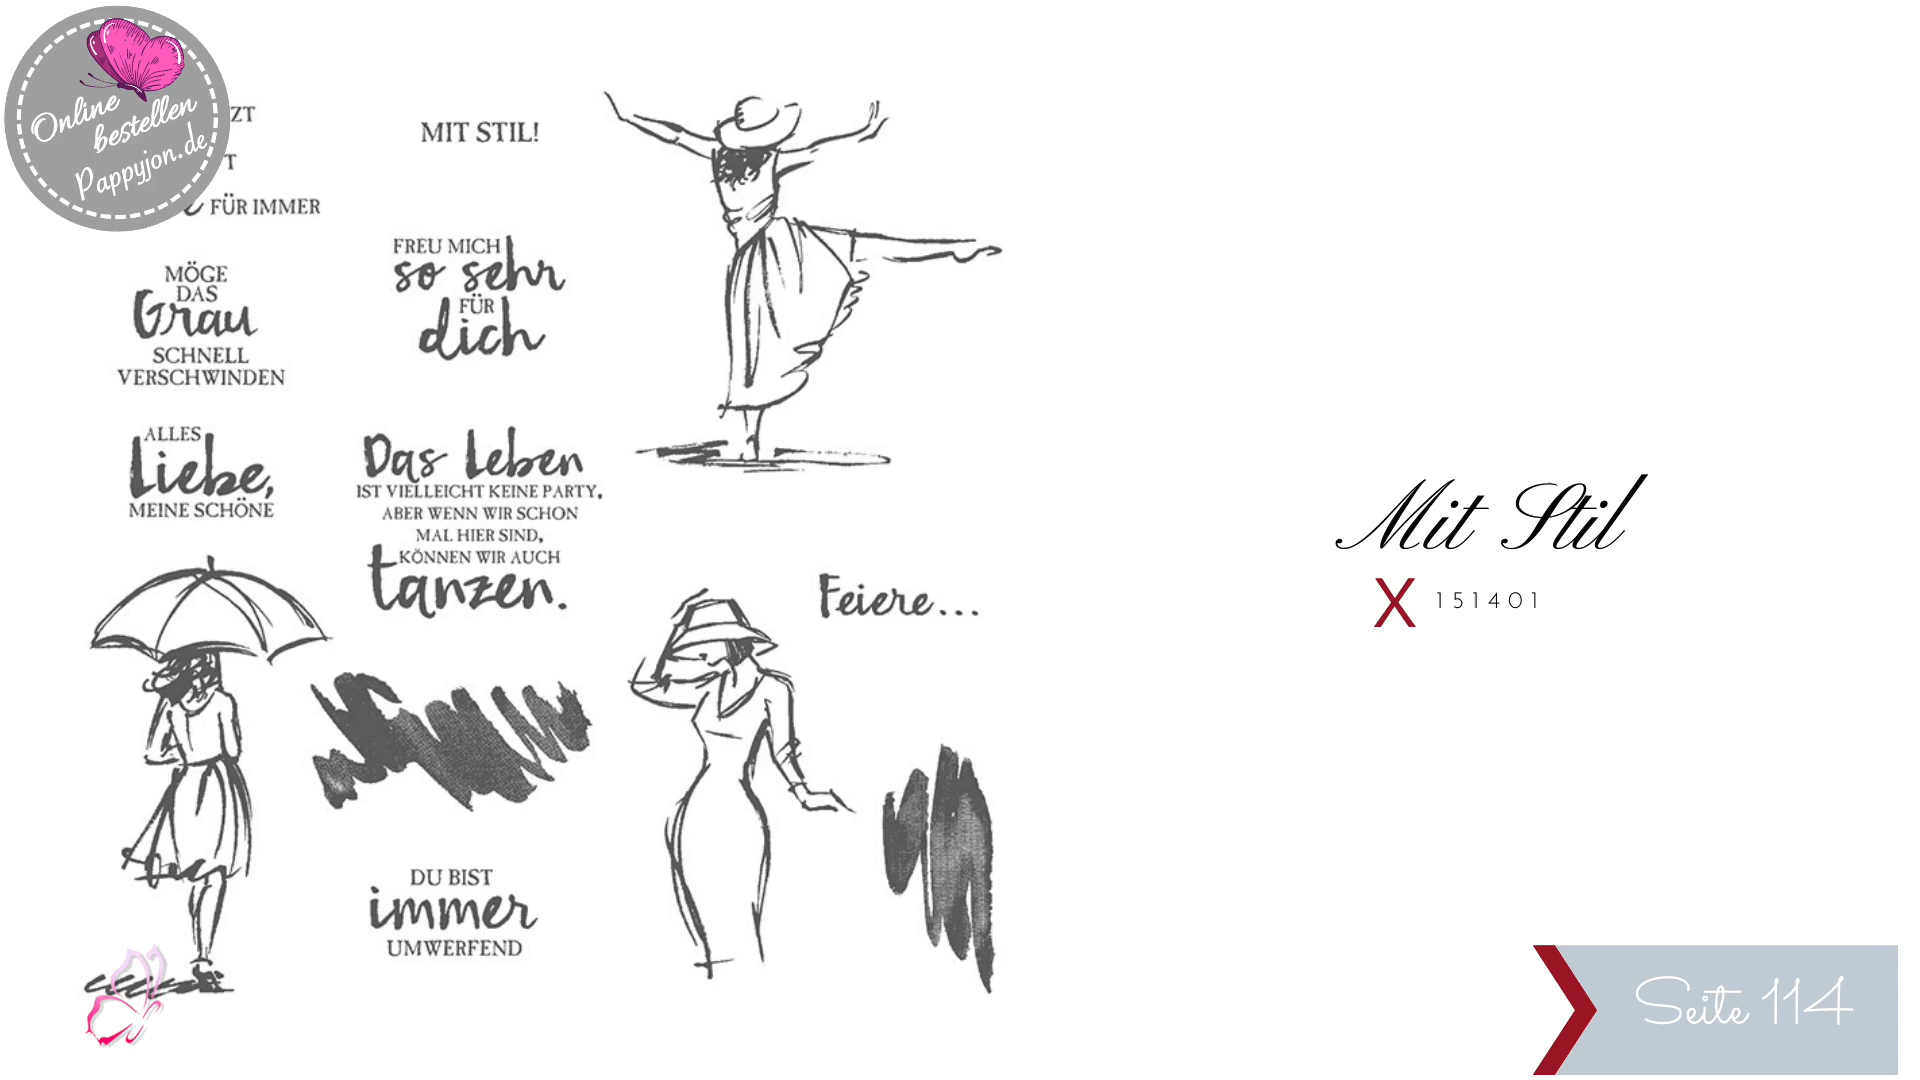 Online
bestellen
Pappyjon.de
FÜR IMMER
MÖGE
DAS
Grau
SCHNELL
VERSCHWINDEN
ALLES
Liebe,
MEINE SCHÖNE
MIT STIL!
FREU MICH
so sehr
FÜR
dich
Das Leben
IST VIELLEICHT KEINE PARTY,
ABER WENN WIR SCHON
MAL HIER SIND,
KÖNNEN WIR AUCH
tanzen.
Feiere...
DU BIST
immer
UMWERFEND
Mit Stil
X 151401
Seite 114